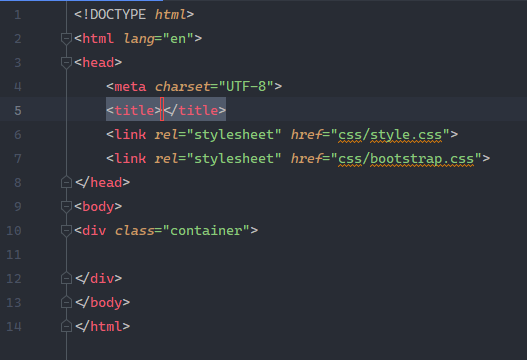 1 <!DOCTYPE html>
2 <html lang="en">
3 <head>
4     <meta charset="UTF-8">
5     <title></title>
6     <link rel="stylesheet" href="css/style.css">
7     <link rel="stylesheet" href="css/bootstrap.css">
8 </head>
9 <body>
10 <div class="container">
11
12 </div>
13 </body>
14 </html>